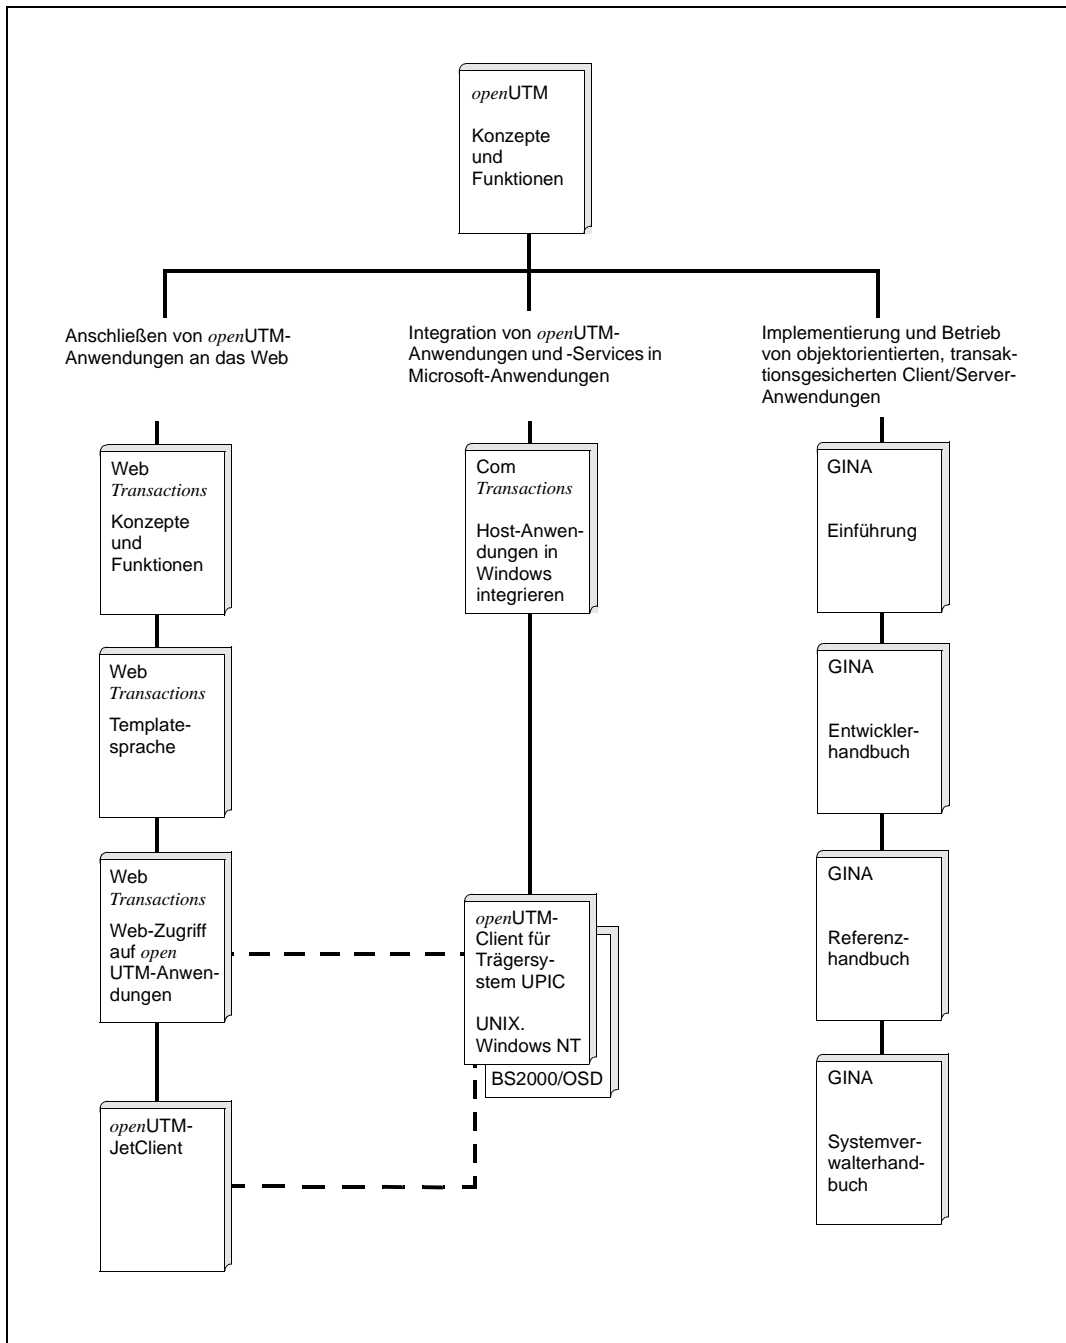 openUTM
Konzepte
und
Funktionen
Anschließen von openUTM-
Anwendungen an das Web
Integration von openUTM-
Anwendungen und -Services in
Microsoft-Anwendungen
Implementierung und Betrieb
von objektorientierten, transak-
tionsgesicherten Client/Server-
Anwendungen
Web
Transactions
Konzepte
und
Funktionen
Com
Transactions
Host-Anwen-
dungen in
Windows
integrieren
GINA
Einführung
Web
Transactions
Template-
sprache
GINA
Entwickler-
handbuch
Web
Transactions
Web-Zugriff
auf open
UTM-Anwen-
dungen
openUTM-
Client für
Trägersy-
stem UPIC
UNIX.
Windows NT
BS2000/OSD
GINA
Referenz-
handbuch
openUTM-
JetClient
GINA
Systemver-
walterhand-
buch